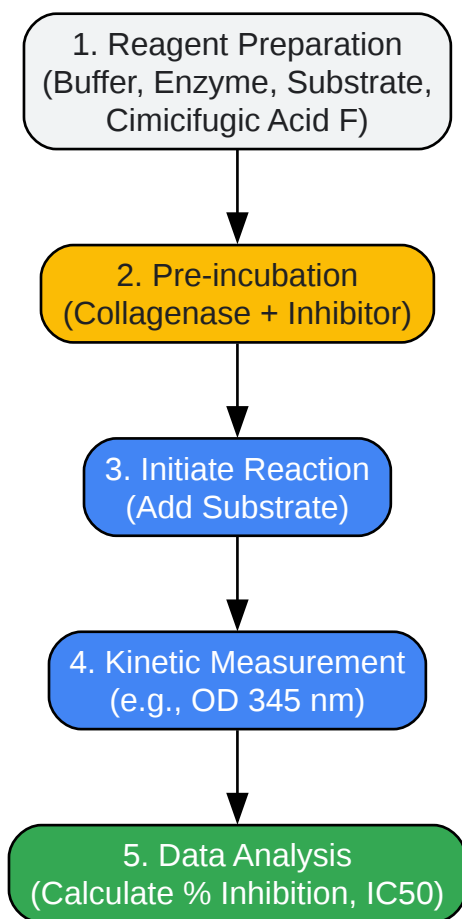 1. Reagent Preparation
(Buffer, Enzyme, Substrate,
Cimicifugic Acid F)
2. Pre-incubation
(Collagenase + Inhibitor)
3. Initiate Reaction
(Add Substrate)
4. Kinetic Measurement
(e.g., OD 345 nm)
5. Data Analysis
(Calculate % Inhibition, IC50)